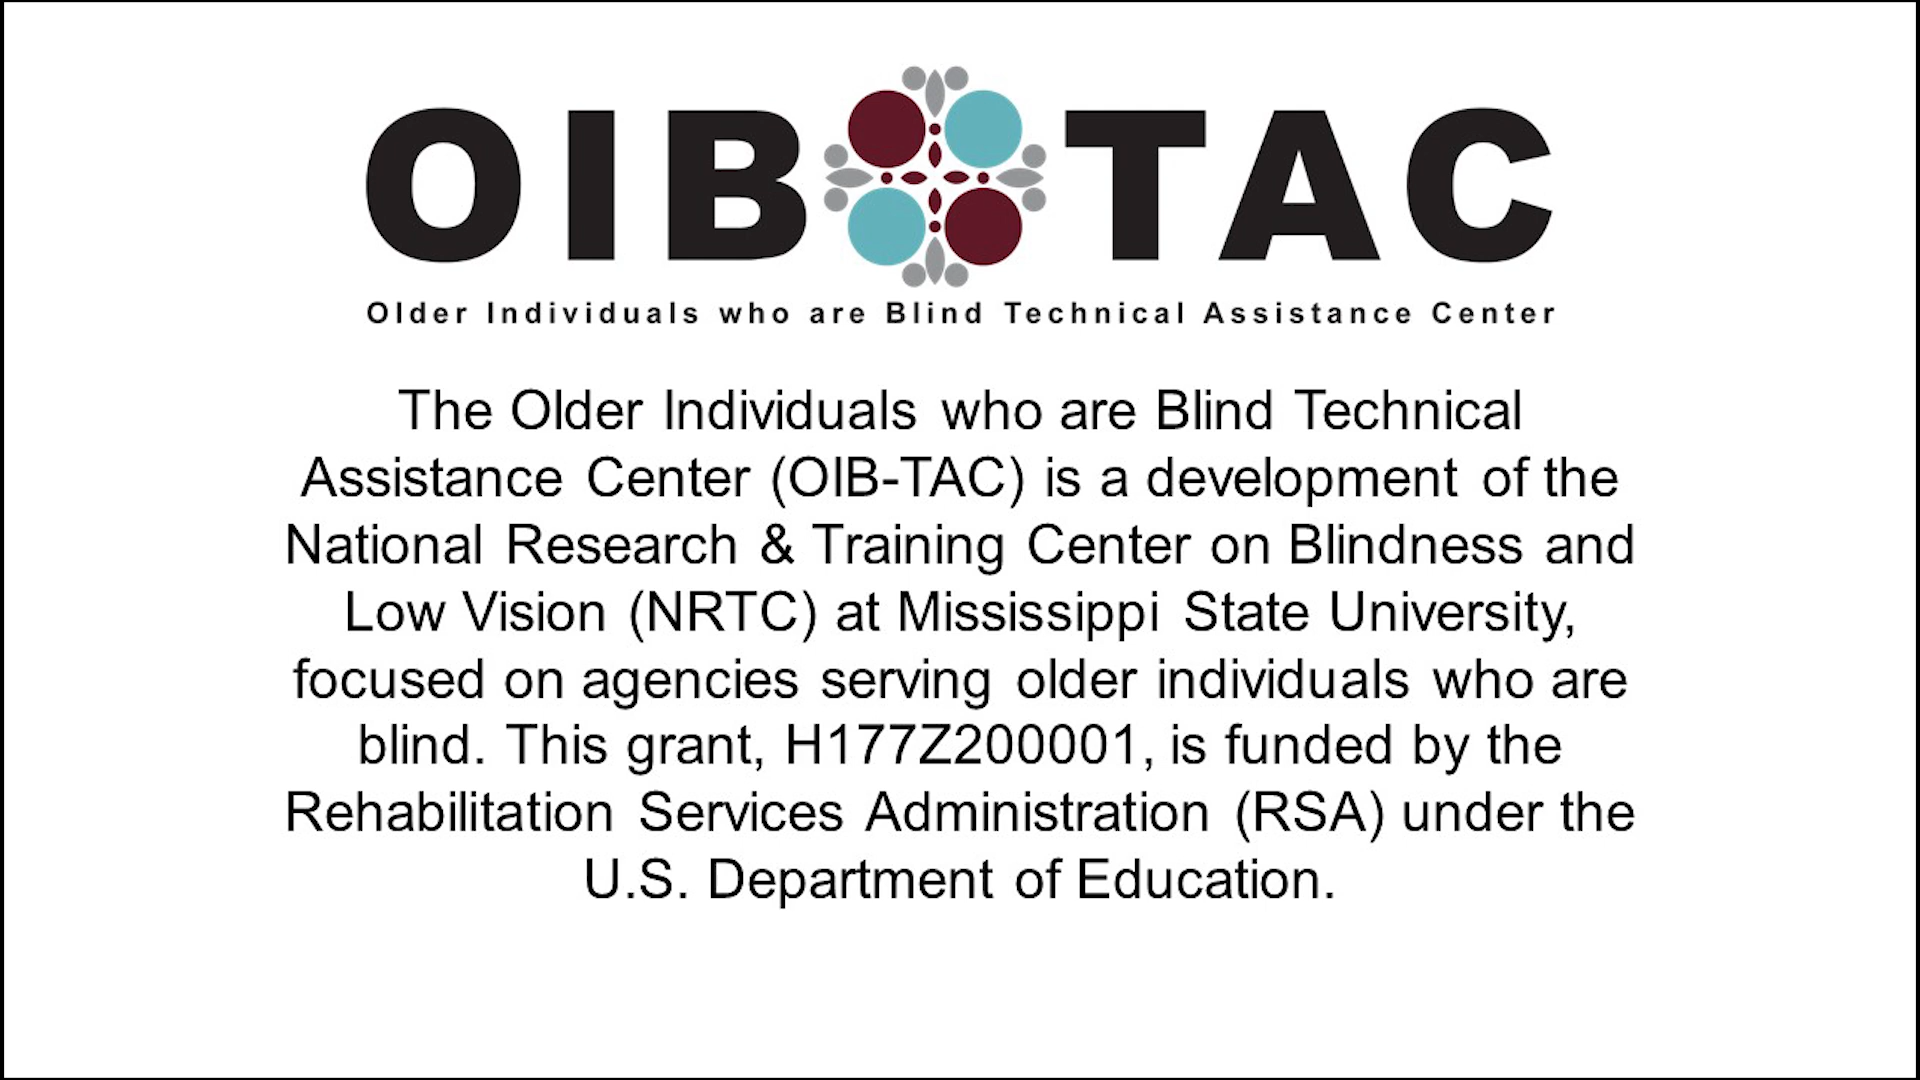 OIB TAC
Older Individuals who are Blind Technical Assistance Center
The Older Individuals who are Blind Technical
Assistance Center (OIB-TAC) is a development of the
National Research & Training Center on Blindness and
Low Vision (NRTC) at Mississippi State University,
focused on agencies serving older individuals who are
blind. This grant, H177Z200001, is funded by the
Rehabilitation Services Administration (RSA) under the
U.S. Department of Education.